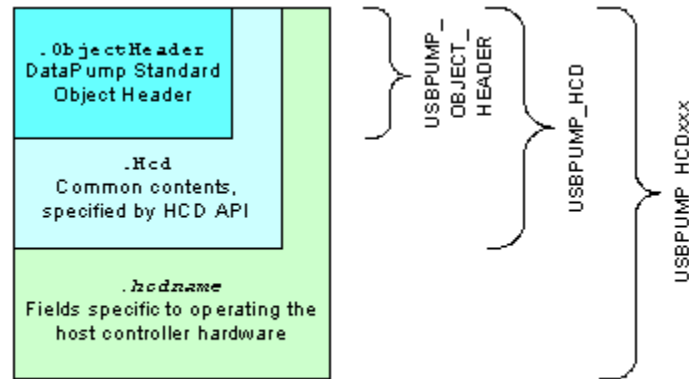 .ObjectHeader
DataPump Standard
Object Header
.Hcd
Common contents,
specified by HCD API
.hcdname
Fields specific to operating the
host controller hardware
USBPUMP_
OBJECT_
HEADER
USBPUMP_HCD
USBPUMP_HCDxxx